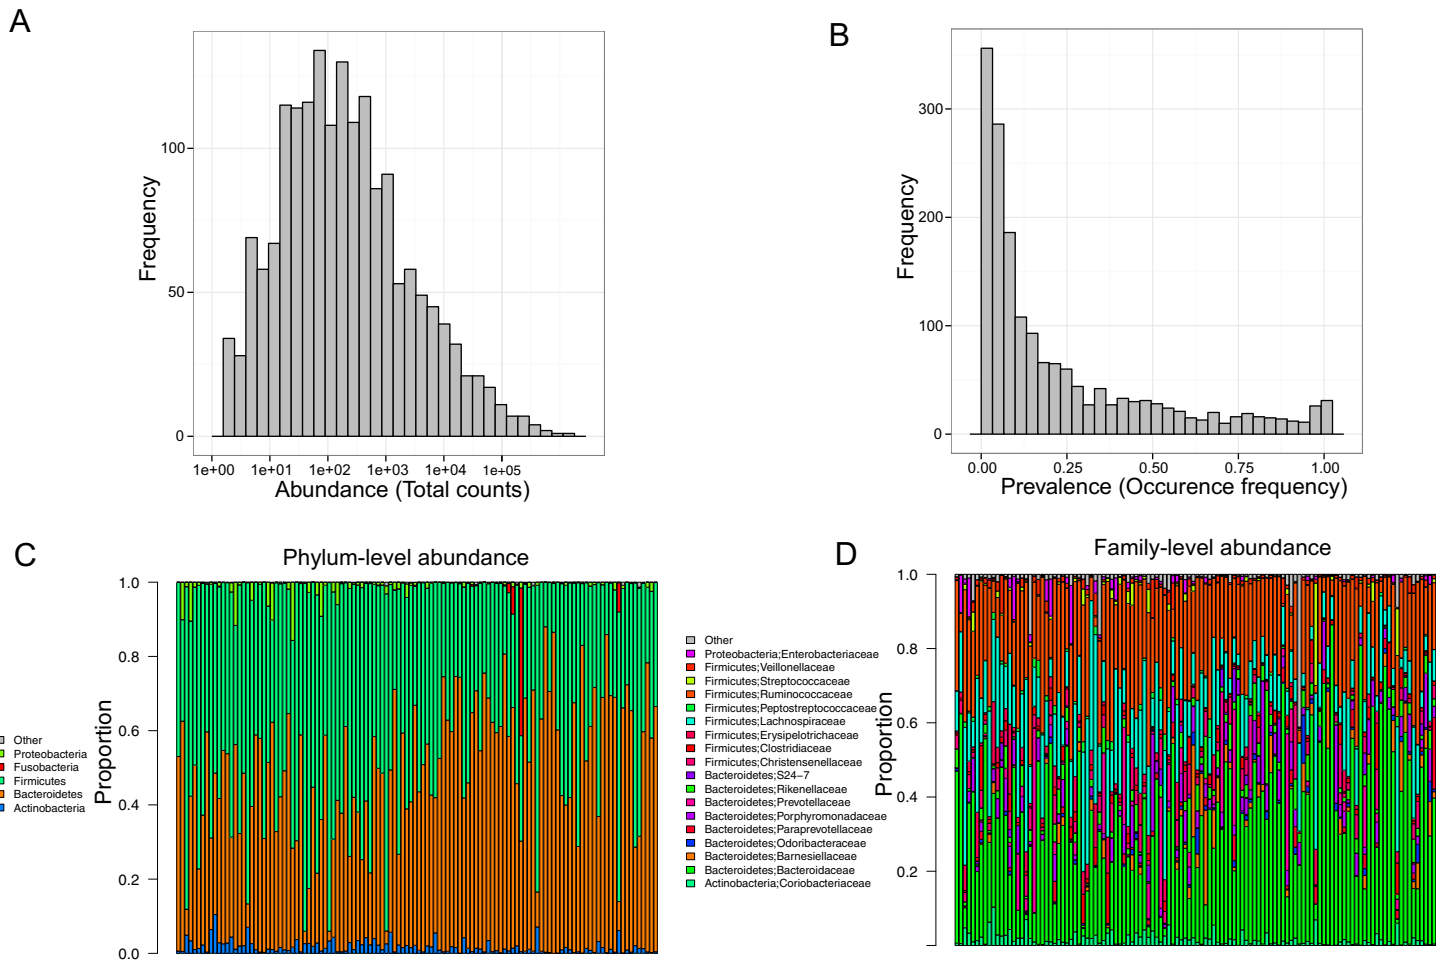 A
Frequency
100
50
0
1e+00 1e+01 1e+02 1e+03 1e+04 1e+05
Abundance (Total counts)
B
Frequency
300
200
100
0
0.00 0.25 0.50 0.75 1.00
Prevalence (Occurence frequency)
C
Phylum-level abundance
Proportion
1.0
0.8
0.6
0.4
0.2
0.0
Other
Proteobacteria
Fusobacteria
Firmicutes
Bacteroidetes
Actinobacteria
D
Family-level abundance
Proportion
1.0
0.8
0.6
0.4
0.2
Other
Proteobacteria;Enterobacteriaceae
Firmicutes;Veillonellaceae
Firmicutes;Streptococcaceae
Firmicutes;Ruminococcaceae
Firmicutes;Peptostreptococcaceae
Firmicutes;Lachnospiraceae
Firmicutes;Erysipelotrichaceae
Firmicutes;Clostridiaceae
Firmicutes;Christensenellaceae
Bacteroidetes;S24-7
Bacteroidetes;Rikenellaceae
Bacteroidetes;Prevotellaceae
Bacteroidetes;Porphyromonadaceae
Bacteroidetes;Paraprevotellaceae
Bacteroidetes;Odoribacteraceae
Bacteroidetes;Barnesiellaceae
Bacteroidetes;Bacteroidaceae
Actinobacteria;Coriobacteriaceae